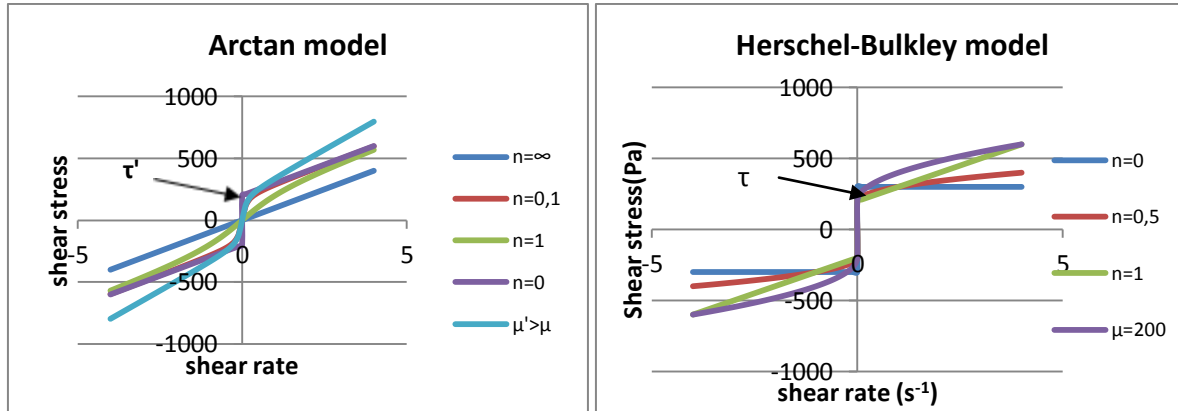 Arctan model
shear stress
1000
500
0
-500
-1000
-5
0
5
τ'
shear rate
n=∞
n=0,1
n=1
n=0
μ'>μ
Herschel-Bulkley model
Shear stress(Pa)
1000
500
0
-500
-1000
-5
0
5
τ
shear rate (s⁻¹)
n=0
n=0,5
n=1
μ=200